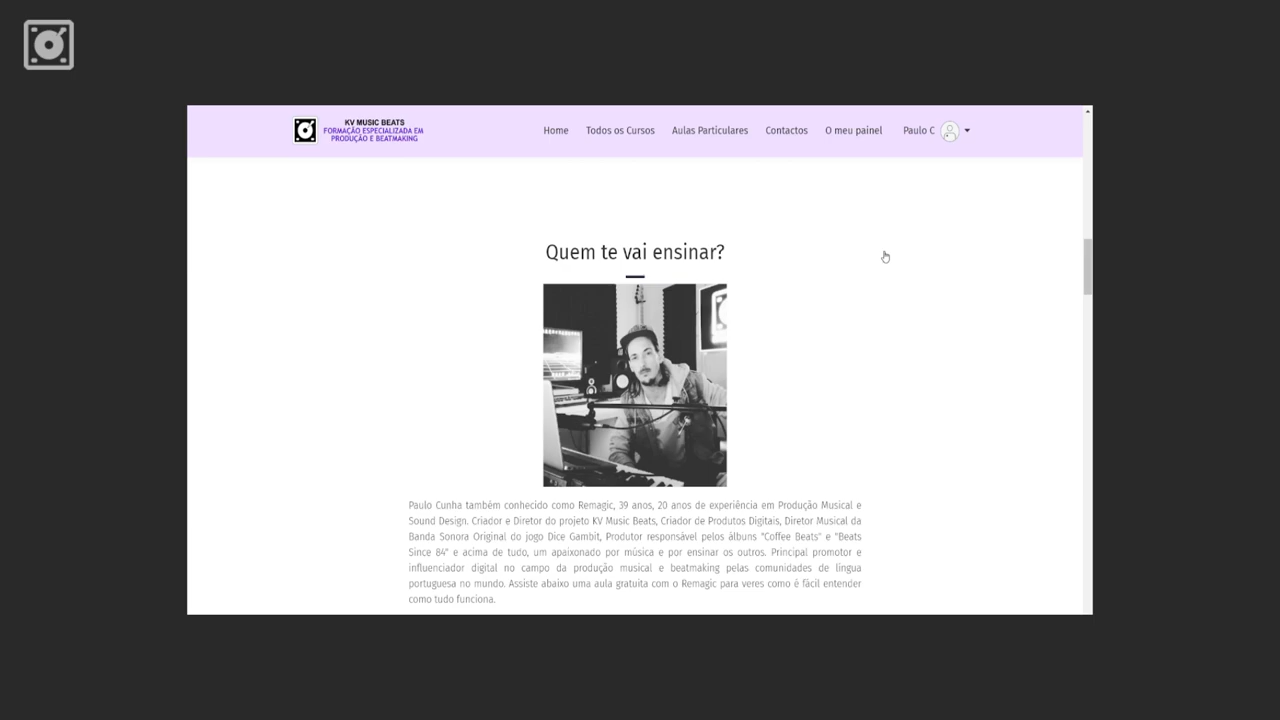 KV MUSIC BEATS
FORMAÇÃO ESPECIALIZADA EM
PRODUÇÃO E BEATMAKING
Home Todos os Cursos Aulas Particulares Contactos O meu painel Paulo C
Quem te vai ensinar?
Paulo Cunha também conhecido como Remagic, 39 anos, 20 anos de experiência em Produção Musical e
Sound Design. Criador e Diretor do projeto KV Music Beats, Criador de Produtos Digitais, Diretor Musical da
Banda Sonora Original do jogo Dice Gambit, Produtor responsável pelos álbuns "Coffee Beats" e "Beats
Since 84" e acima de tudo, um apaixonado por música e por ensinar os outros. Principal promotor e
influenciador digital no campo da produção musical e beatmaking pelas comunidades de língua
portuguesa no mundo. Assiste abaixo uma aula gratuita com o Remagic para veres como é fácil entender
como tudo funciona.